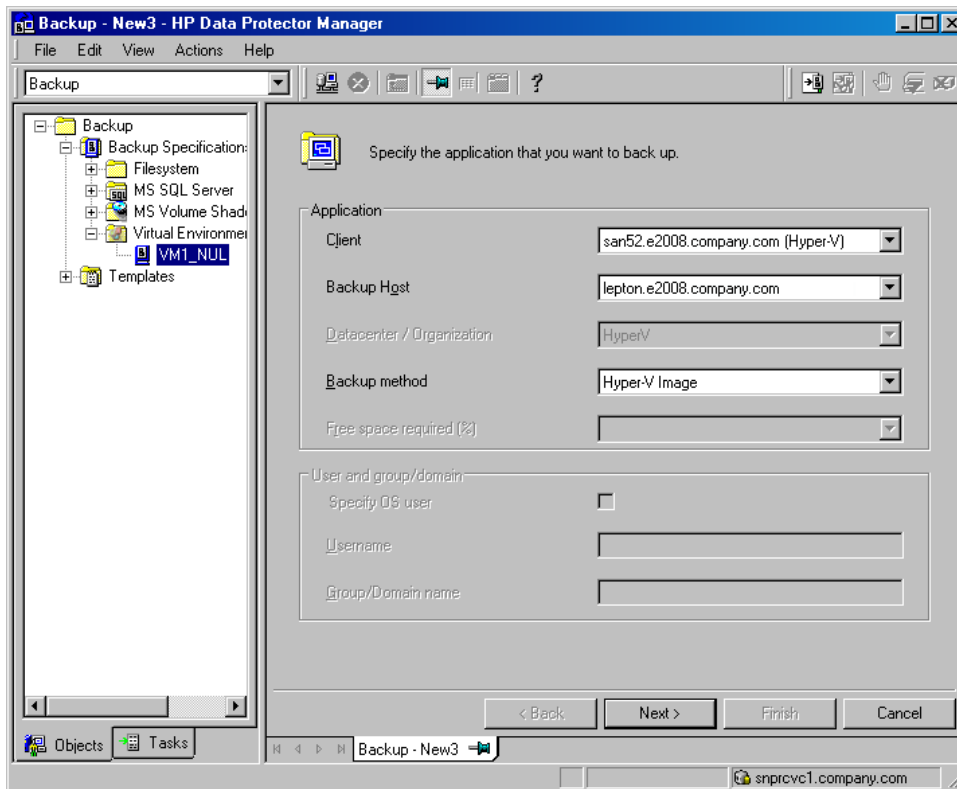 Backup - New3 - HP Data Protector Manager
File Edit View Actions Help
Backup
Backup
Backup Specification
Filesystem
MS SQL Server
MS Volume Shad
Virtual Environme
VM1_NUL
Templates
Specify the application that you want to back up.
Application
Client
san52.e2008.company.com (Hyper-V)
Backup Host
lepton.e2008.company.com
Datacenter / Organization
HyperV
Backup method
Hyper-V Image
Free space required (%)
User and group/domain
Specify OS user
Username
Group/Domain name
< Back Next > Finish Cancel
Objects Tasks
Backup - New3
snprcvc1.company.com